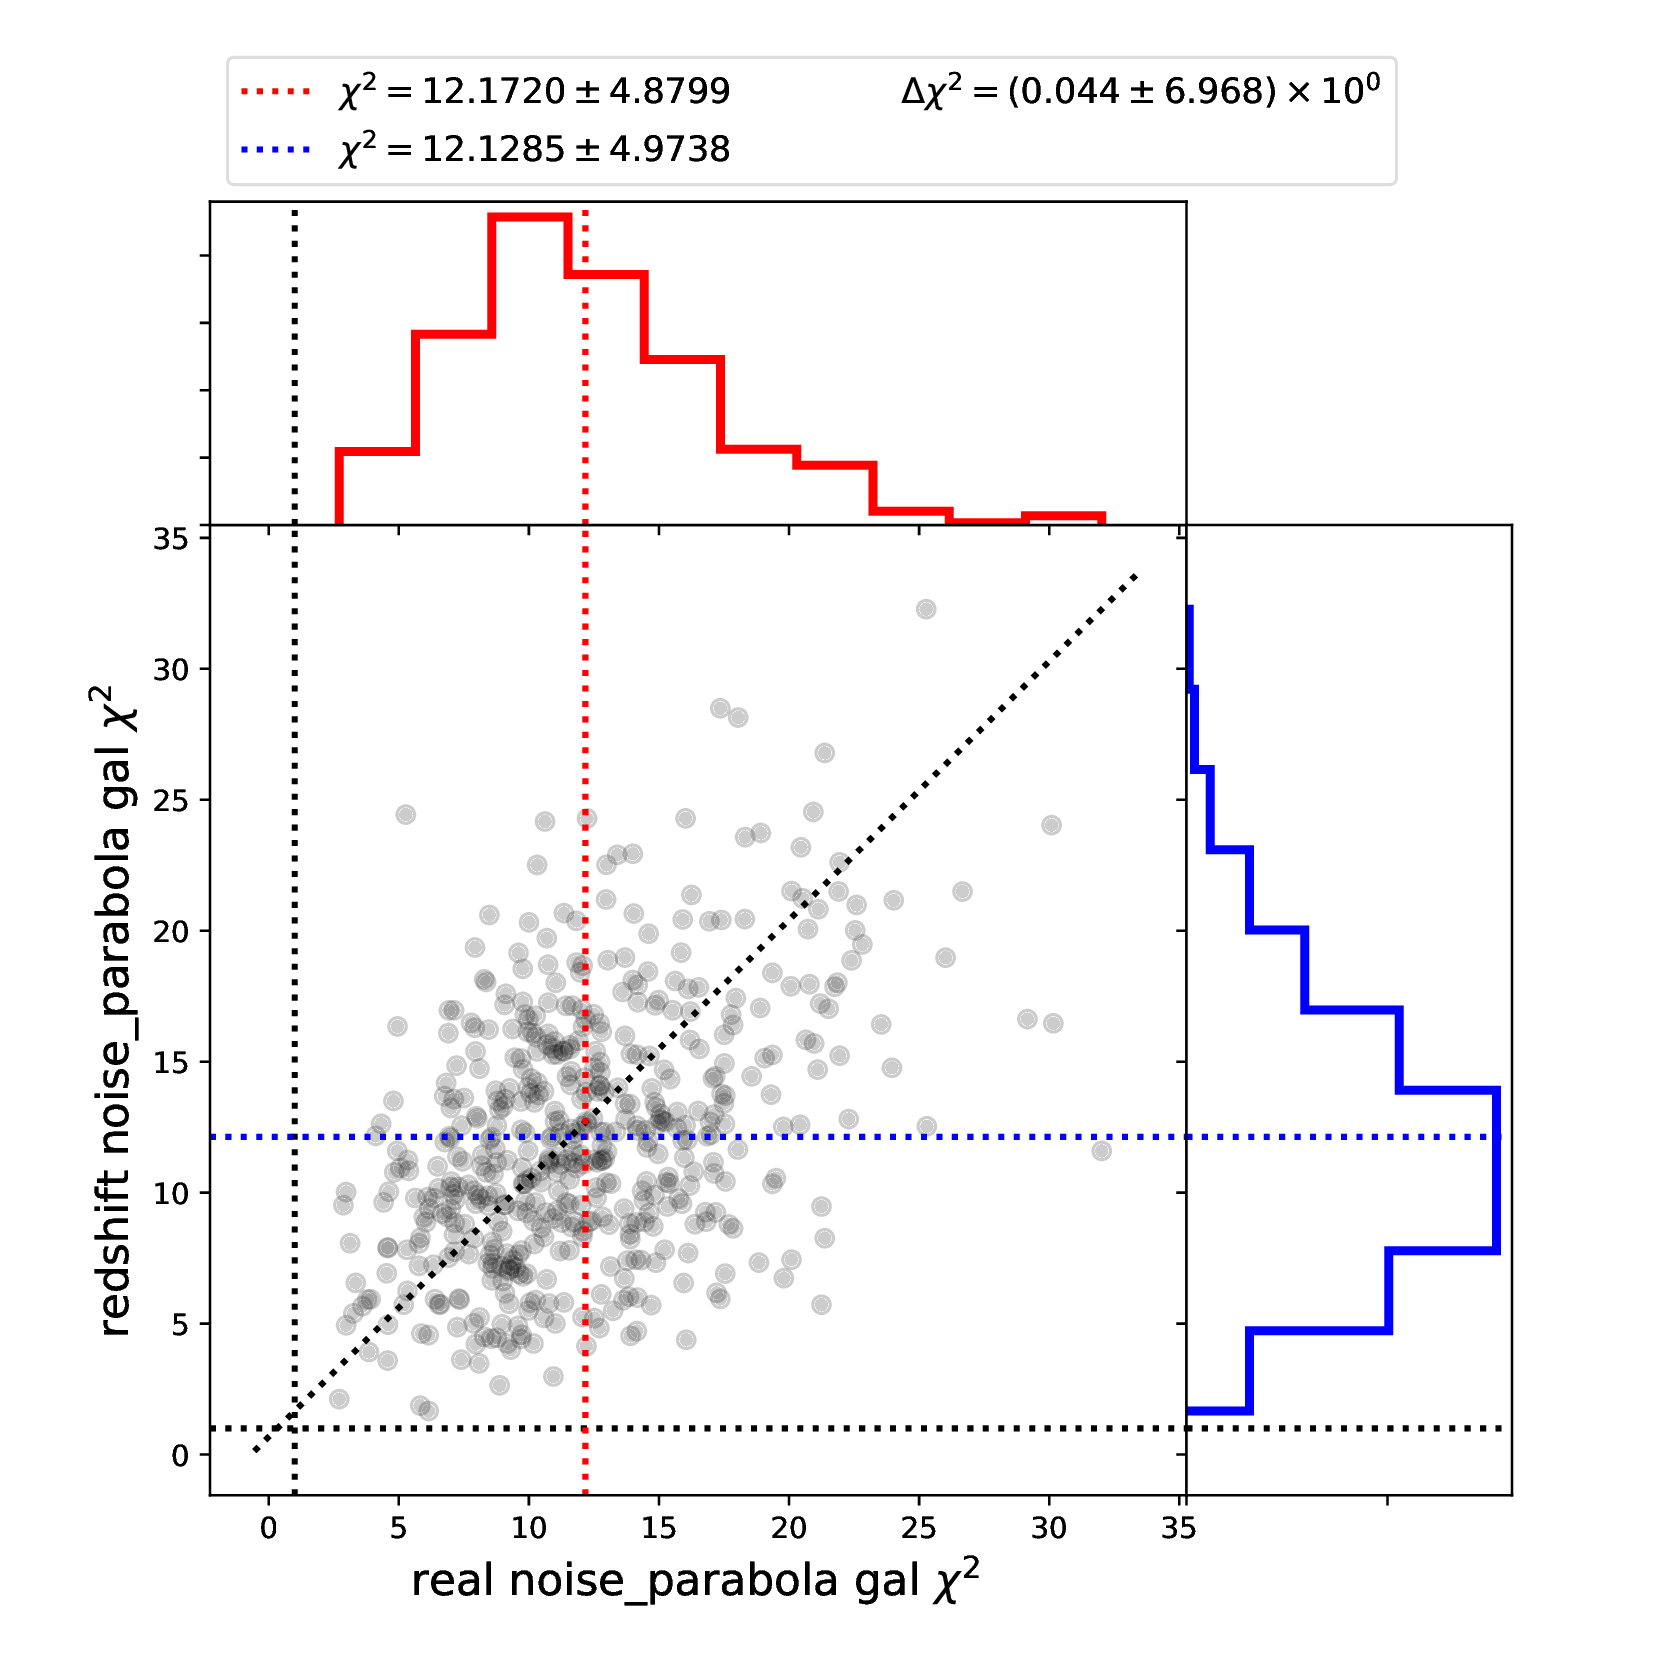 χ² = 12.1720 ± 4.8799
Δχ² = (0.044 ± 6.968) × 10⁰
χ² = 12.1285 ± 4.9738
35
30
25
20
15
10
5
0
redshift noise_parabola gal χ²
0 5 10 15 20 25 30 35
real noise_parabola gal χ²